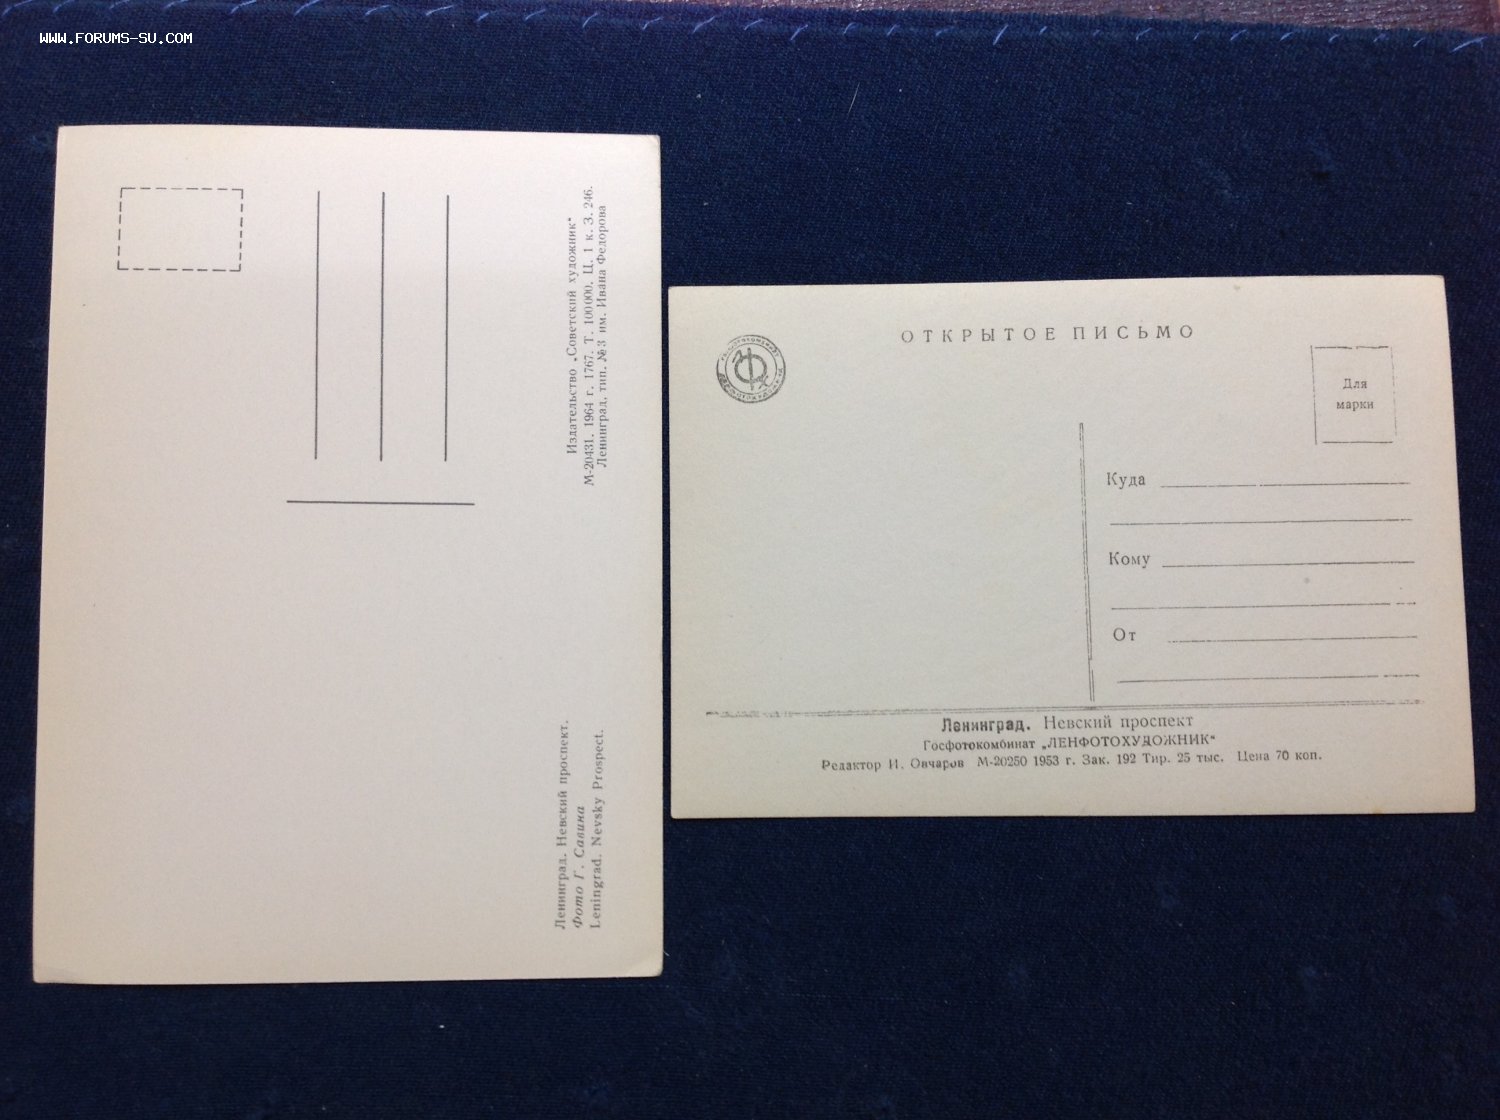 WWW.FORUMS-SU.COM
Издательство „Советский художник"
М-20431. 1964 г. 1767. Т. 100000. Ц. 1 к. З. 246.
Ленинград, тип. №3 им. Ивана Федорова
Ленинград. Невский проспект.
Фото Г. Савина
Leningrad. Nevsky Prospect.
ОТКРЫТОЕ ПИСЬМО
Для
марки
Куда
Кому
От
Ленинград. Невский проспект
Госфотокомбинат „ЛЕНФОТОХУДОЖНИК"
Редактор И. Овчаров М-20250 1953 г. Зак. 192 Тир. 25 тыс. Цена 70 коп.